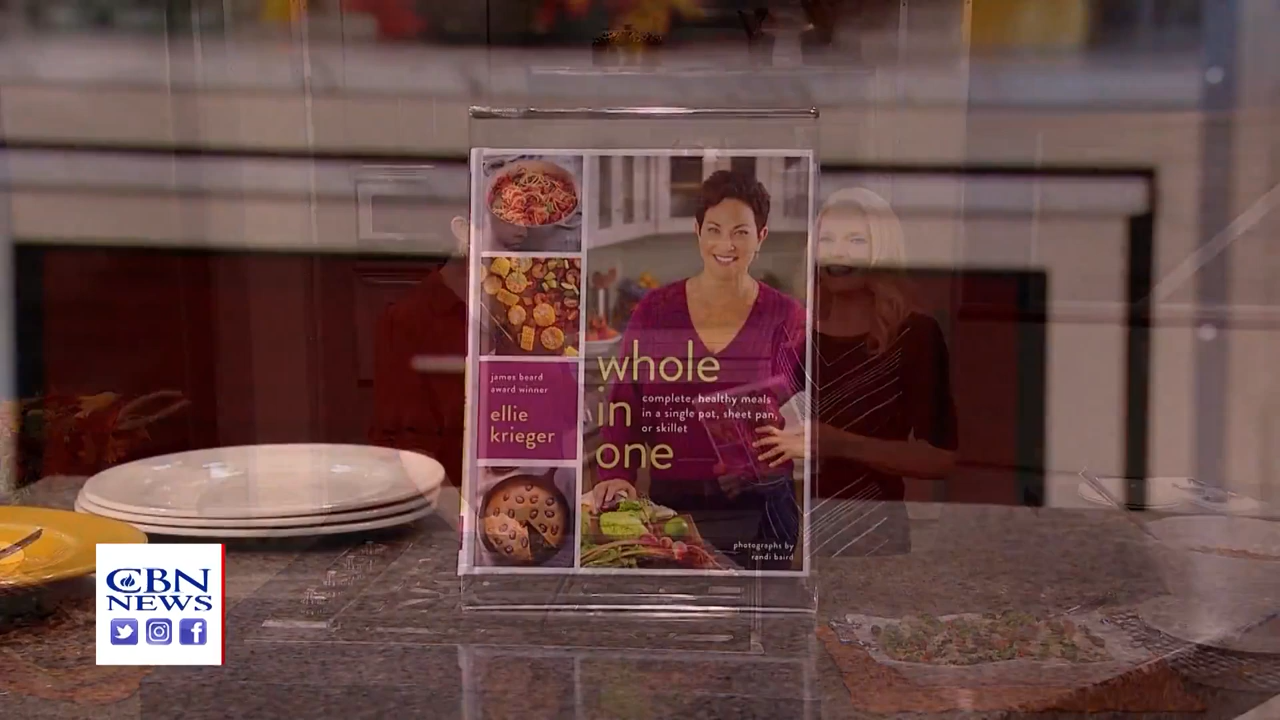 james beard
award winner
ellie
krieger
whole
in
one
complete, healthy meals
in a single pot, sheet pan,
or skillet
photographs by
randi baird
CBN
NEWS